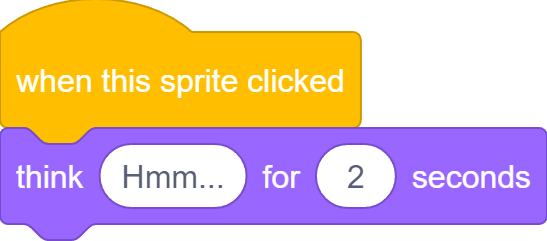 when this sprite clicked
think Hmm... for 2 seconds